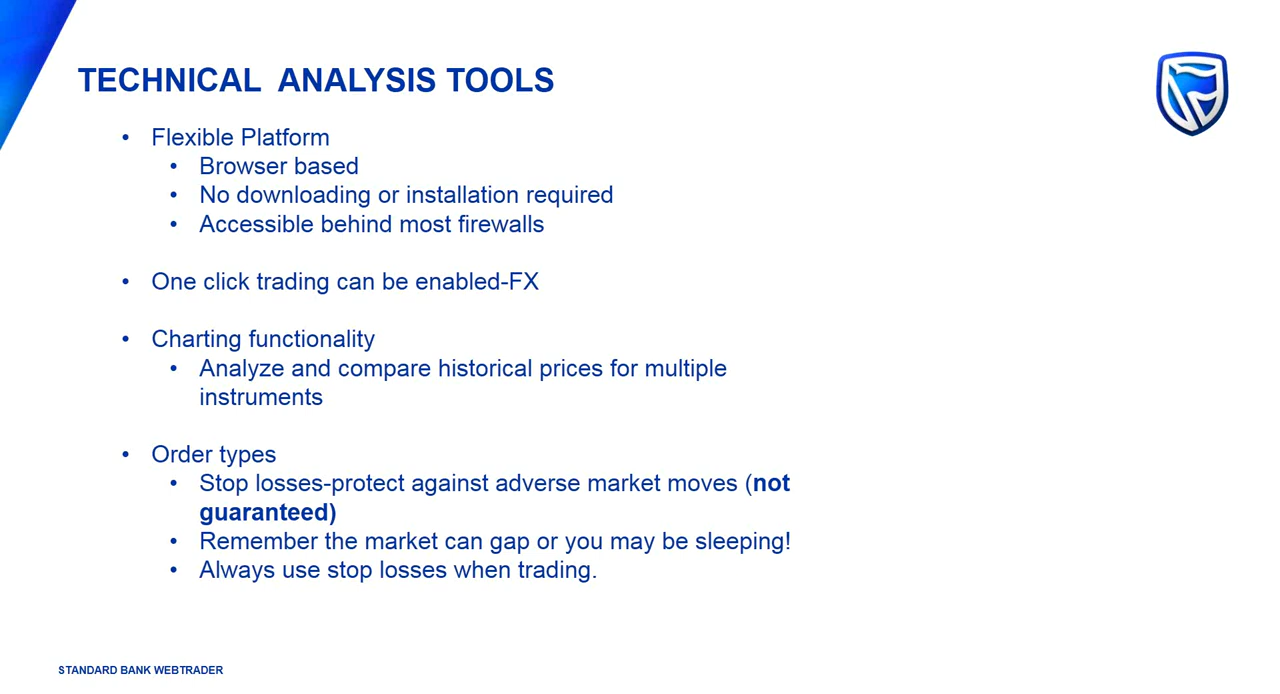 TECHNICAL  ANALYSIS TOOLS
• Flexible Platform
• Browser based
• No downloading or installation required
• Accessible behind most firewalls
• One click trading can be enabled-FX
• Charting functionality
• Analyze and compare historical prices for multiple
instruments
• Order types
• Stop losses-protect against adverse market moves (not
guaranteed)
• Remember the market can gap or you may be sleeping!
• Always use stop losses when trading.
STANDARD BANK WEBTRADER